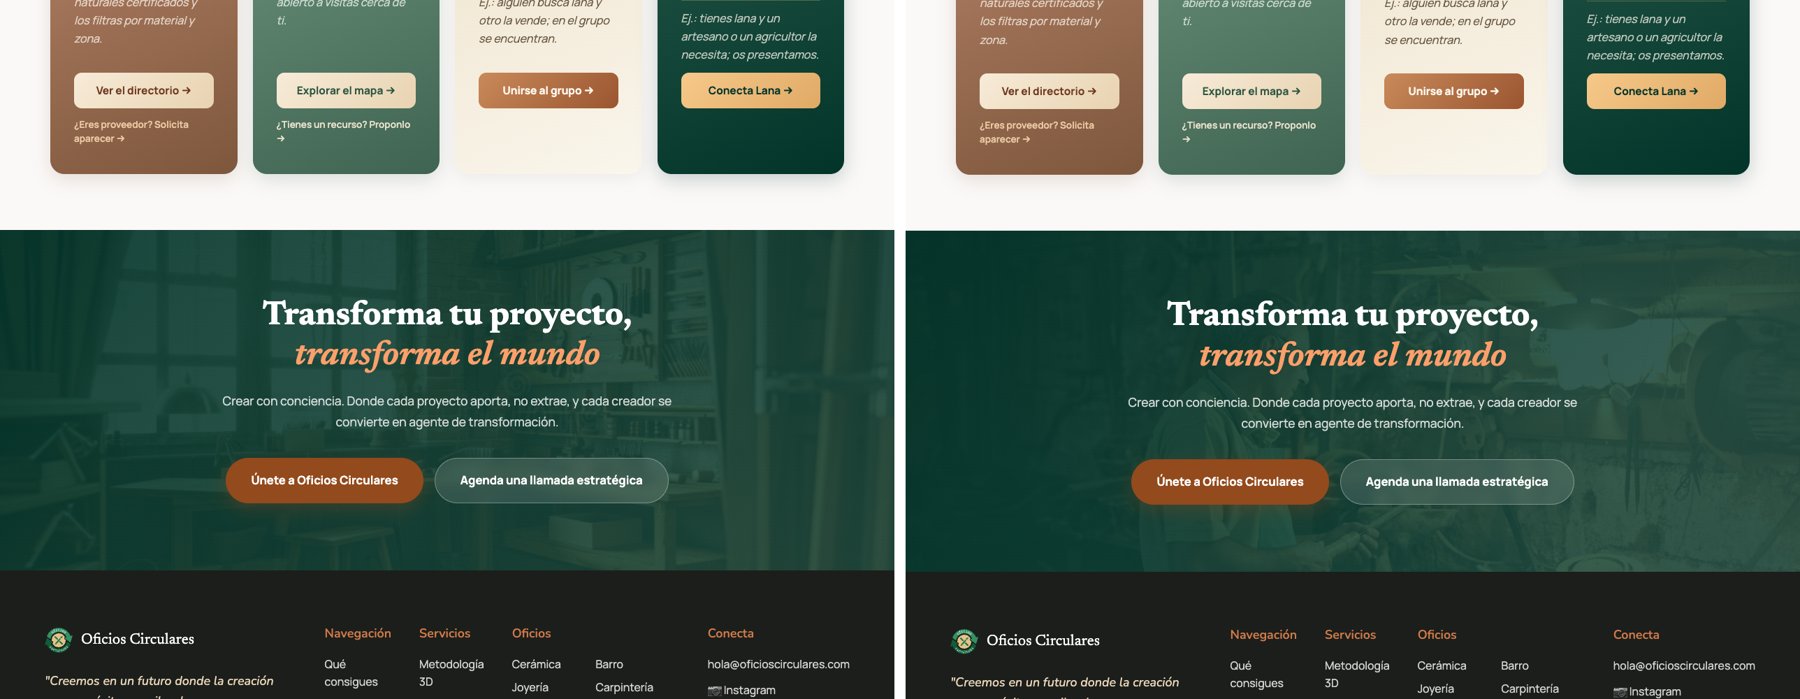 naturales certificados y
los filtras por material y
zona.
Ver el directorio →
¿Eres proveedor? Solicita
aparecer →
abierto a visitas cerca de
ti.
Explorar el mapa →
¿Tienes un recurso? Proponlo
→
Ej.: alguien busca lana y
otro la vende; en el grupo
se encuentran.
Unirse al grupo →
Ej.: tienes lana y un
artesano o un agricultor la
necesita; os presentamos.
Conecta Lana →
Transforma tu proyecto,
transforma el mundo
Crear con conciencia. Donde cada proyecto aporta, no extrae, y cada creador se
convierte en agente de transformación.
Únete a Oficios Circulares
Agenda una llamada estratégica
Oficios Circulares
"Creemos en un futuro donde la creación
Navegación
Qué
consigues
Servicios
Metodología
3D
Oficios
Cerámica
Joyería
Barro
Carpintería
Conecta
hola@oficioscirculares.com
Instagram
naturales certificados y
los filtras por material y
zona.
Ver el directorio →
¿Eres proveedor? Solicita
aparecer →
abierto a visitas cerca de
ti.
Explorar el mapa →
¿Tienes un recurso? Proponlo
→
Ej.: alguien busca lana y
otro la vende; en el grupo
se encuentran.
Unirse al grupo →
Ej.: tienes lana y un
artesano o un agricultor la
necesita; os presentamos.
Conecta Lana →
Transforma tu proyecto,
transforma el mundo
Crear con conciencia. Donde cada proyecto aporta, no extrae, y cada creador se
convierte en agente de transformación.
Únete a Oficios Circulares
Agenda una llamada estratégica
Oficios Circulares
"Creemos en un futuro donde la creación
Navegación
Qué
consigues
Servicios
Metodología
3D
Oficios
Cerámica
Joyería
Barro
Carpintería
Conecta
hola@oficioscirculares.com
Instagram